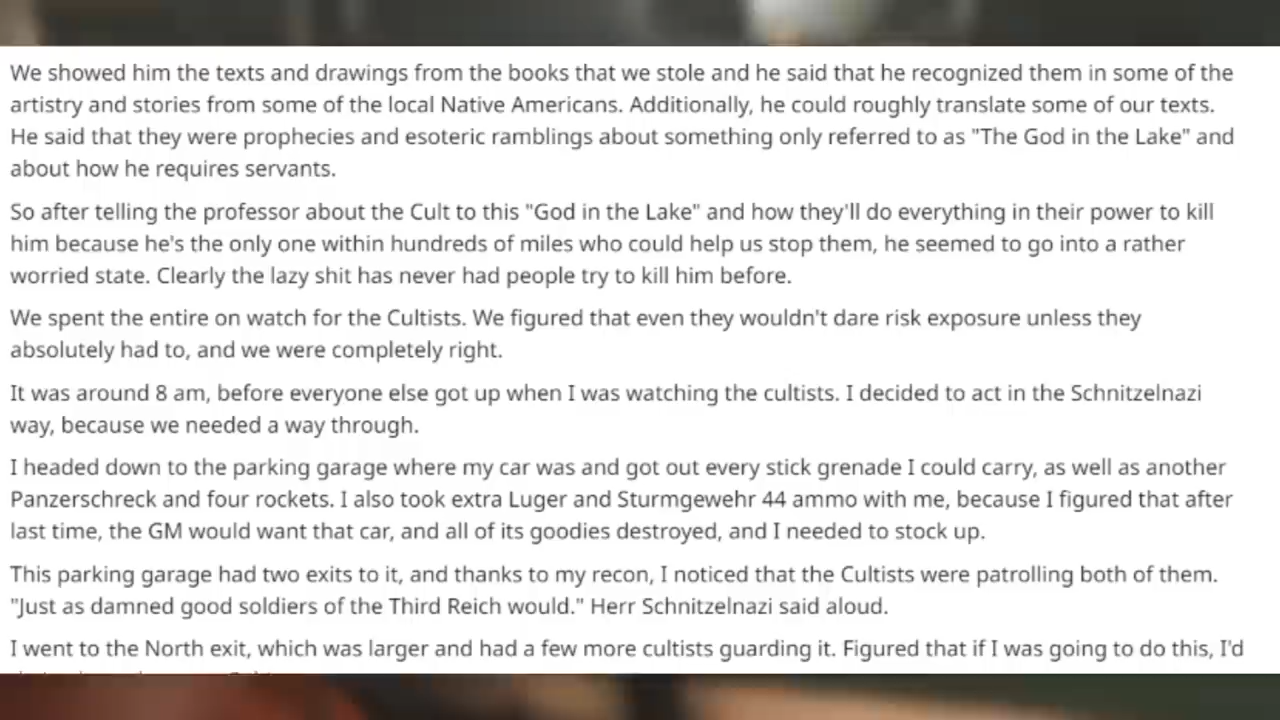 We showed him the texts and drawings from the books that we stole and he said that he recognized them in some of the
artistry and stories from some of the local Native Americans. Additionally, he could roughly translate some of our texts.
He said that they were prophecies and esoteric ramblings about something only referred to as "The God in the Lake" and
about how he requires servants.
So after telling the professor about the Cult to this "God in the Lake" and how they'll do everything in their power to kill
him because he's the only one within hundreds of miles who could help us stop them, he seemed to go into a rather
worried state. Clearly the lazy shit has never had people try to kill him before.
We spent the entire on watch for the Cultists. We figured that even they wouldn't dare risk exposure unless they
absolutely had to, and we were completely right.
It was around 8 am, before everyone else got up when I was watching the cultists. I decided to act in the Schnitzelnazi
way, because we needed a way through.
I headed down to the parking garage where my car was and got out every stick grenade I could carry, as well as another
Panzerschreck and four rockets. I also took extra Luger and Sturmgewehr 44 ammo with me, because I figured that after
last time, the GM would want that car, and all of its goodies destroyed, and I needed to stock up.
This parking garage had two exits to it, and thanks to my recon, I noticed that the Cultists were patrolling both of them.
"Just as damned good soldiers of the Third Reich would." Herr Schnitzelnazi said aloud.
I went to the North exit, which was larger and had a few more cultists guarding it. Figured that if I was going to do this, I'd